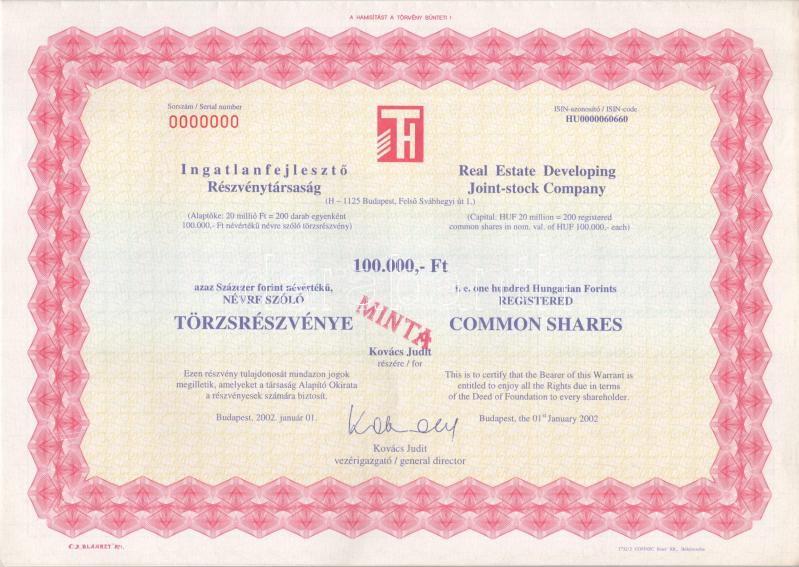 A HAMISÍTÁST A TÖRVÉNY BÜNTETI !
Sorszám / Serial number
0000000
ISIN-azonosító / ISIN-code
HU0000060660
TH
Ingatlanfejlesztő
Részvénytársaság
Real Estate Developing
Joint-stock Company
(H – 1125 Budapest, Felső Svábhegyi út 1.)
(Alaptőke: 20 millió Ft = 200 darab egyenként
100.000,- Ft névértékű névre szóló törzsrészvény)
(Capital: HUF 20 million = 200 registered
common shares in nom. val of HUF 100.000,- each)
100.000,- Ft
azaz Százezer forint névértékű,
NÉVRE SZÓLÓ
TÖRZSRÉSZVÉNYE
i. e. one hundred Hungarian Forints
REGISTERED
COMMON SHARES
MINTA
Kovács Judit
részére / for
Ezen részvény tulajdonosát mindazon jogok
megilletik, amelyeket a társaság Alapító Okirata
a részvényesek számára biztosít.
This is to certify that the Bearer of this Warrant is
entitled to enjoy all the Rights due in terms
of the Deed of Foundation to every shareholder.
Budapest, 2002. január 01.
Budapest, the 01st January 2002
Kovács Judit
vezérigazgató / general director